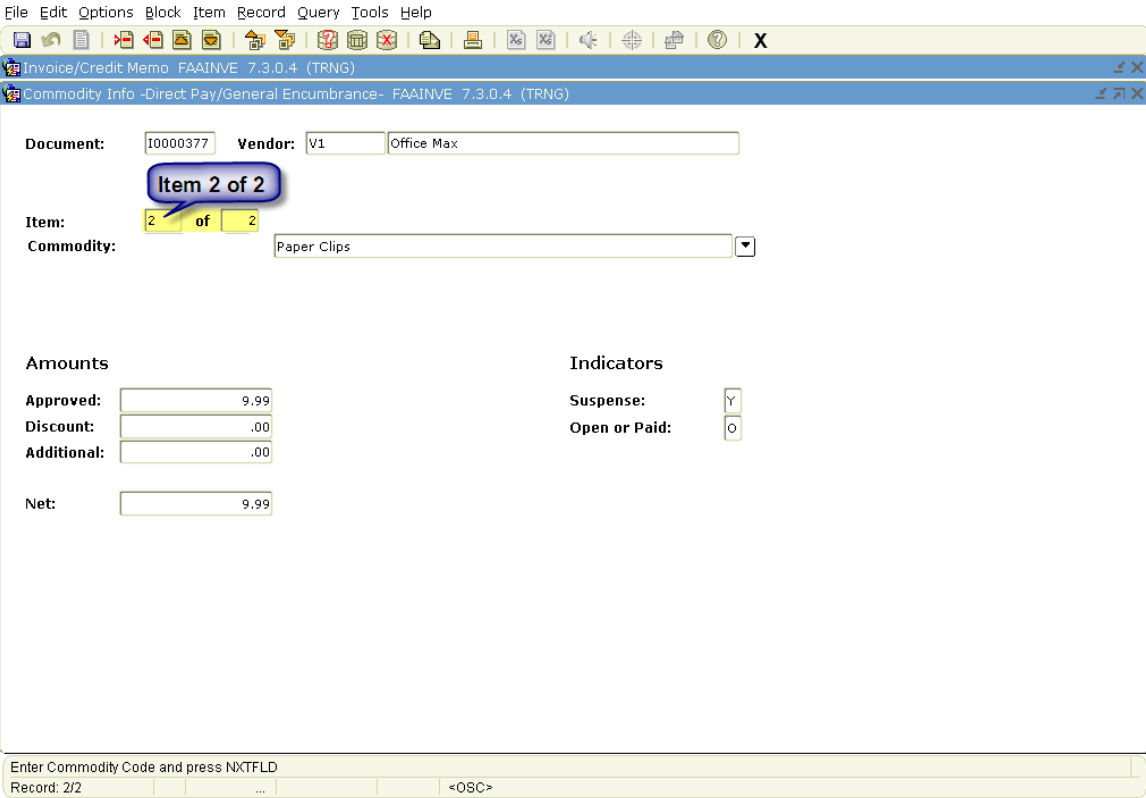 File Edit Options Block Item Record Query Tools Help
X
Invoice/Credit Memo FAAINVE 7.3.0.4 (TRNG)
Commodity Info -Direct Pay/General Encumbrance- FAAINVE 7.3.0.4 (TRNG)
Document: I0000377 Vendor: V1 Office Max
Item 2 of 2
Item: 2 of 2
Commodity: Paper Clips
Amounts Indicators
Approved: 9.99 Suspense: Y
Discount: .00 Open or Paid: O
Additional: .00
Net: 9.99
Enter Commodity Code and press NXTFLD
Record: 2/2 ... <OSC>